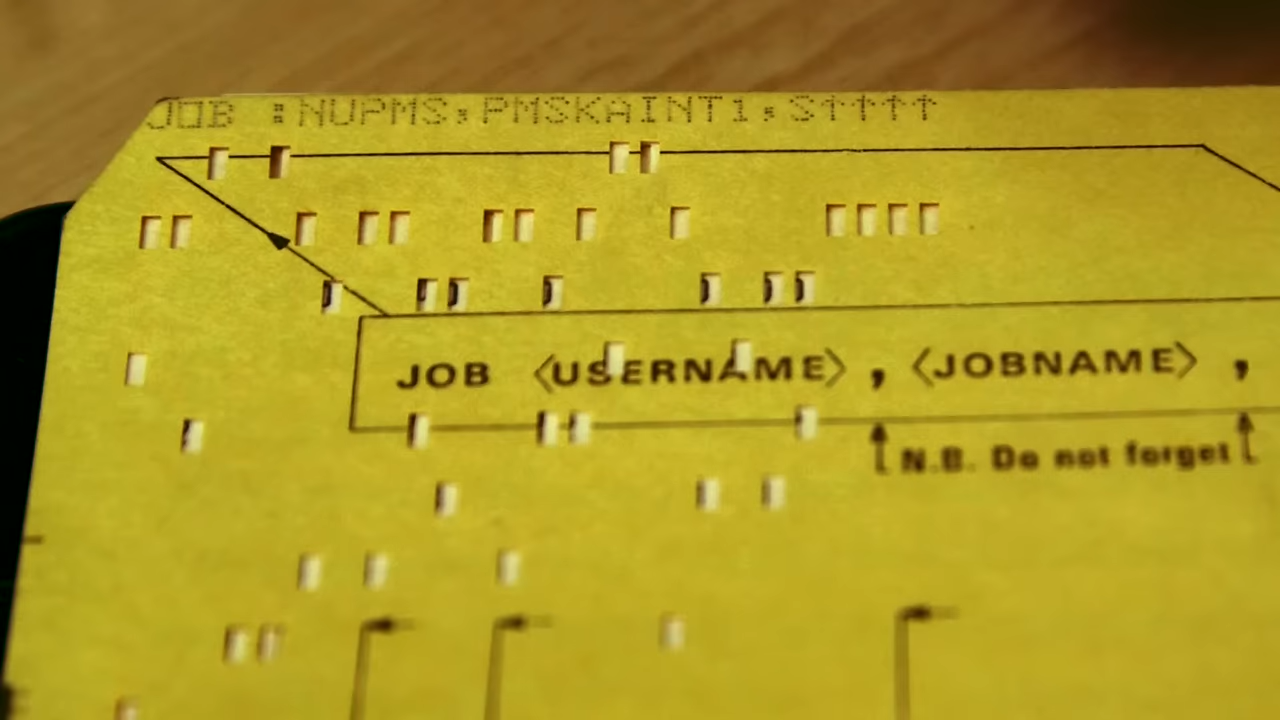 JOB :NUPMS;PMSKAINT1;S↑↑↑↑
JOB <USERNAME> , <JOBNAME> ,
N.B. Do not forget